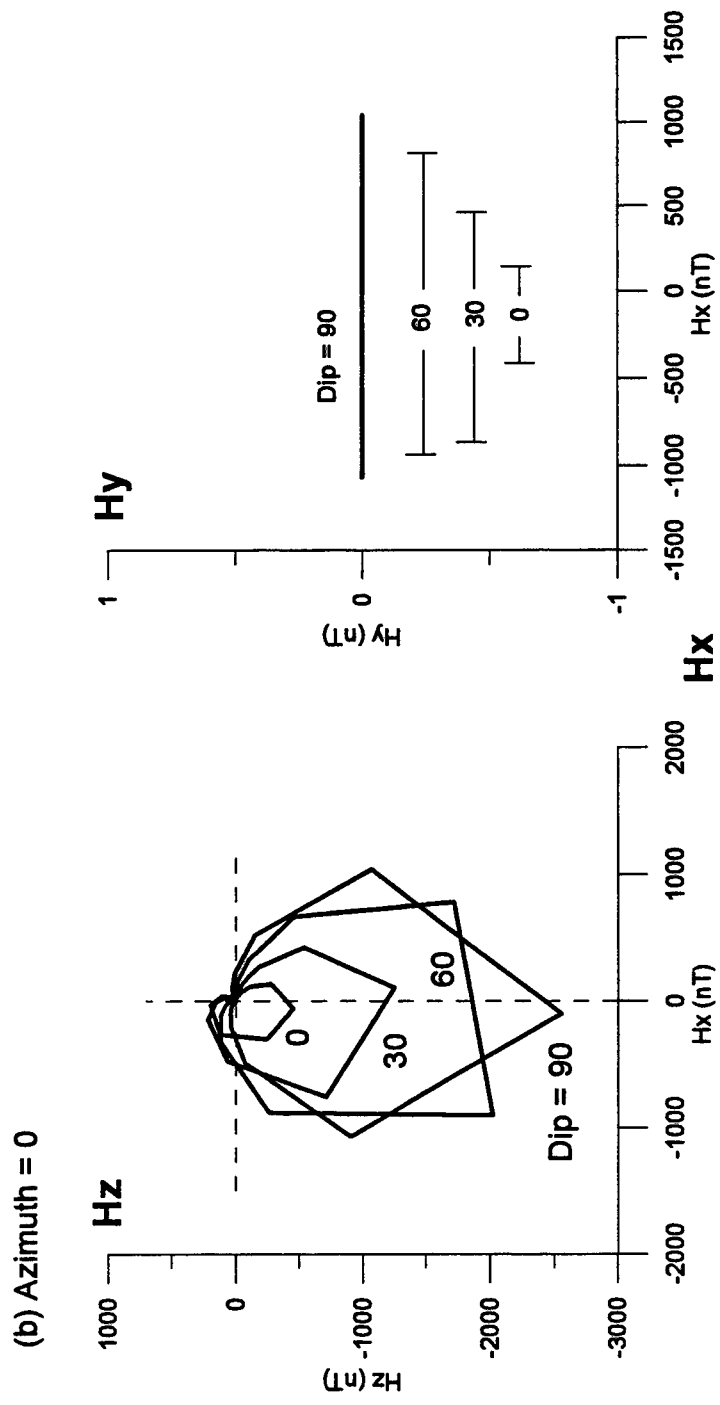 (b) Azimuth = 0
Hz
Hz (nT)
1000
0
-1000
-2000
-3000
0
30
60
Dip = 90
-2000 -1000 0 1000 2000
Hx (nT)
Hy
Hy (nT)
1
0
-1
Dip = 90
60
30
0
-1500 -1000 -500 0 500 1000 1500
Hx (nT)
Hx